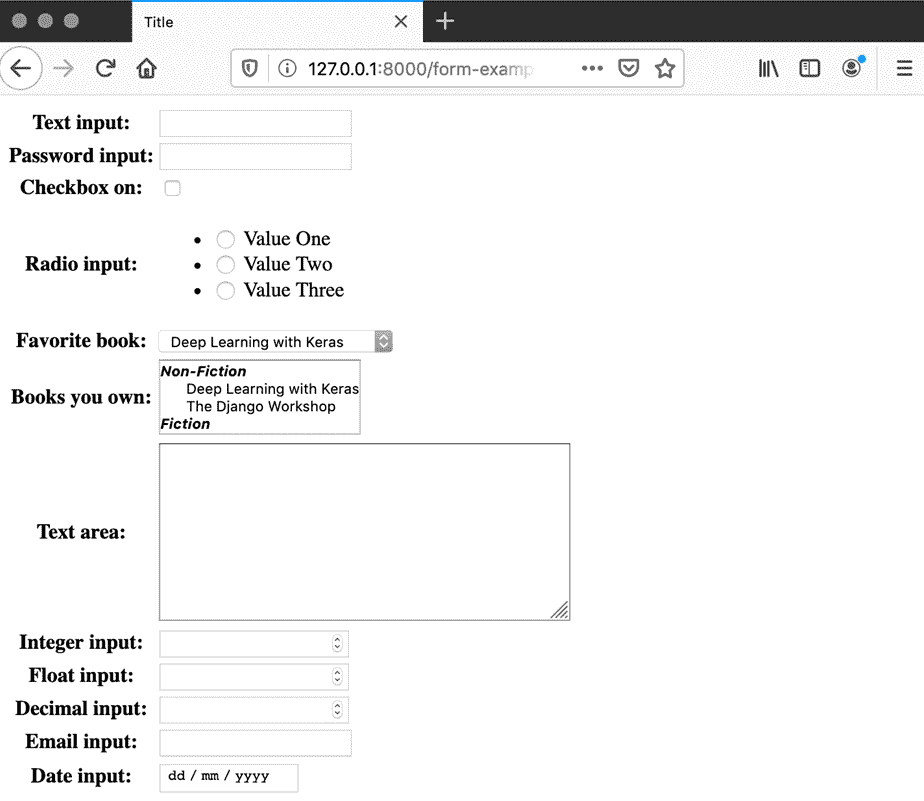 Title
127.0.0.1:8000/form-examp
Text input:
Password input:
Checkbox on:
Radio input:
• Value One
• Value Two
• Value Three
Favorite book: Deep Learning with Keras
Books you own:
Non-Fiction
Deep Learning with Keras
The Django Workshop
Fiction
Text area:
Integer input:
Float input:
Decimal input:
Email input:
Date input: dd / mm / yyyy